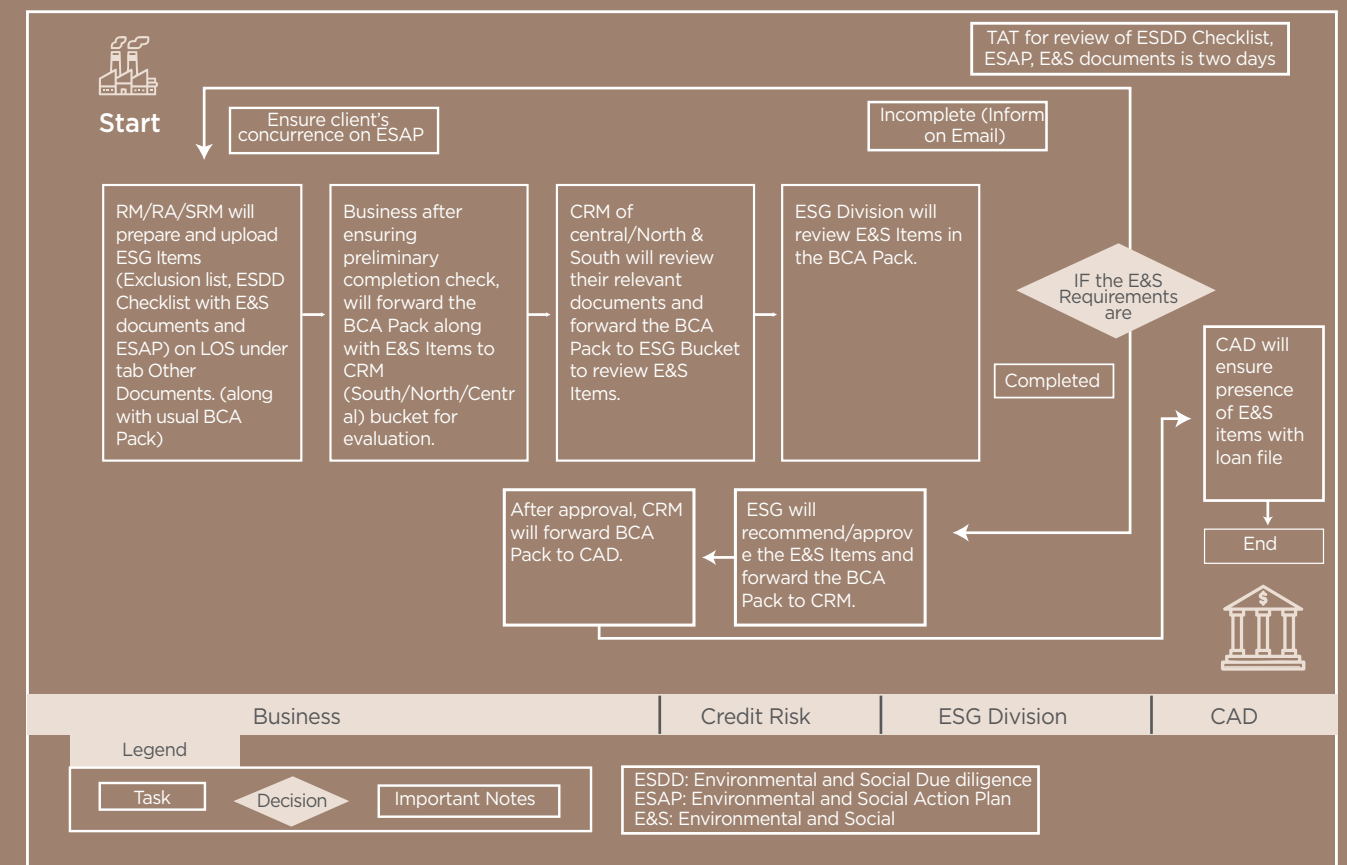 TAT for review of ESDD Checklist,
ESAP, E&S documents is two days
Start
Ensure client's
concurrence on ESAP
Incomplete (Inform
on Email)
RM/RA/SRM will
prepare and upload
ESG Items
(Exclusion list, ESDD
Checklist with E&S
documents and
ESAP) on LOS under
tab Other
Documents. (along
with usual BCA
Pack)
Business after
ensuring
preliminary
completion check,
will forward the
BCA Pack along
with E&S Items to
CRM
(South/North/Centr
al) bucket for
evaluation.
CRM of
central/North &
South will review
their relevant
documents and
forward the BCA
Pack to ESG Bucket
to review E&S
Items.
ESG Division will
review E&S Items in
the BCA Pack.
IF the E&S
Requirements
are
Completed
CAD will
ensure
presence
of E&S
items with
loan file
End
$
After approval, CRM
will forward BCA
Pack to CAD.
ESG will
recommend/approv
e the E&S Items and
forward the BCA
Pack to CRM.
Business
Credit Risk
ESG Division
CAD
Legend
Task
Decision
Important Notes
ESDD: Environmental and Social Due diligence
ESAP: Environmental and Social Action Plan
E&S: Environmental and Social